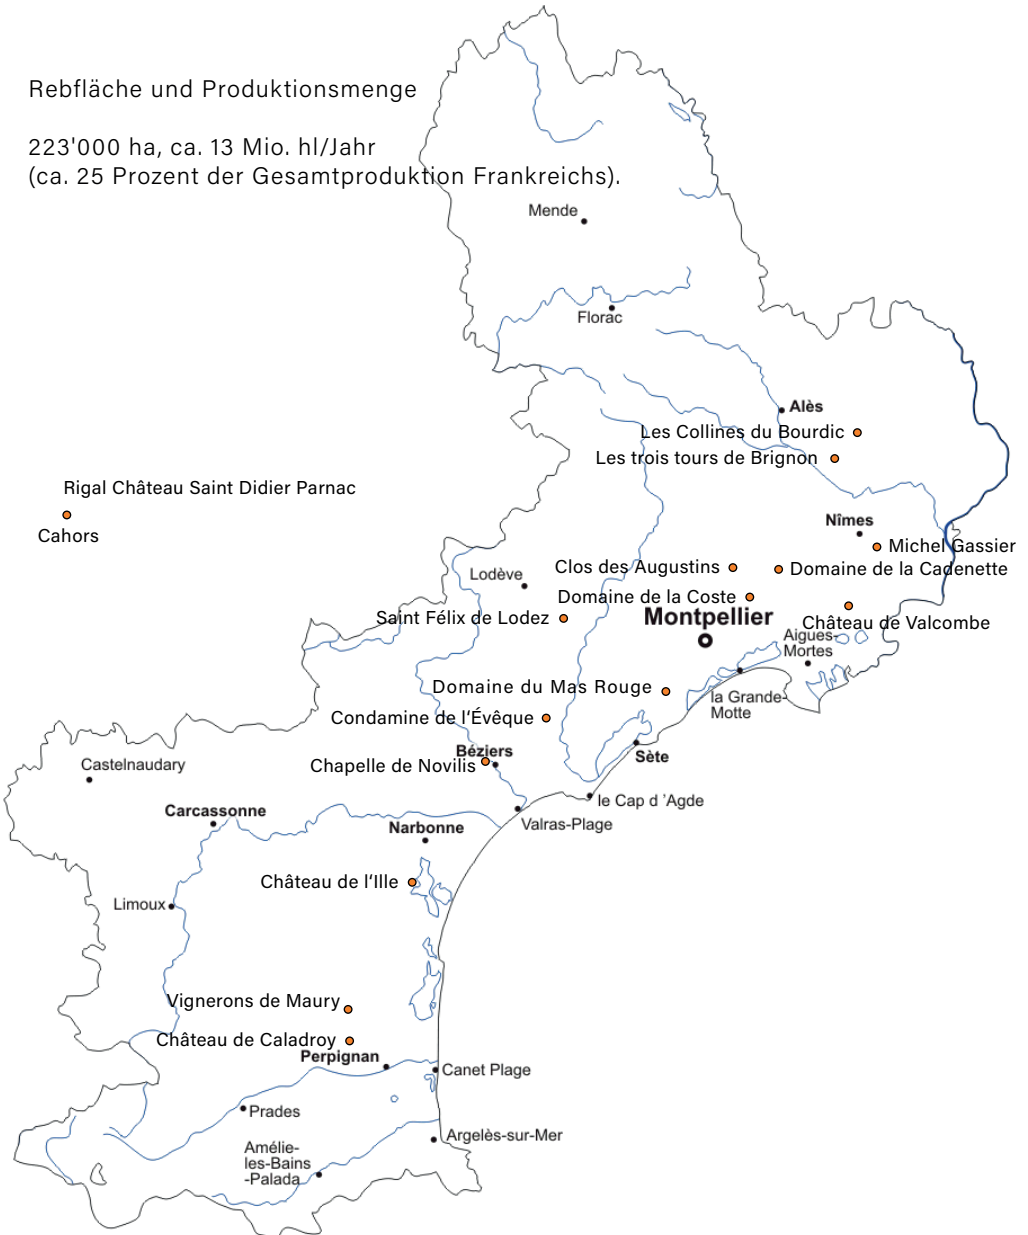 Rebfläche und Produktionsmenge
223'000 ha, ca. 13 Mio. hl/Jahr
(ca. 25 Prozent der Gesamtproduktion Frankreichs).
Mende
Florac
Alès
Les Collines du Bourdic
Les trois tours de Brignon
Rigal Château Saint Didier Parnac
Cahors
Nîmes
Michel Gassier
Lodève
Clos des Augustins
Domaine de la Cadenette
Domaine de la Coste
Saint Félix de Lodez
Montpellier
Château de Valcombe
Aigues-
Mortes
Domaine du Mas Rouge
la Grande-
Motte
Condamine de l‘Évêque
Béziers
Sète
Castelnaudary
Chapelle de Novilis
le Cap d 'Agde
Carcassonne
Valras-Plage
Narbonne
Château de l‘Ille
Limoux
Vignerons de Maury
Château de Caladroy
Perpignan
Canet Plage
Prades
Argelès-sur-Mer
Amélie-
les-Bains
-Palada